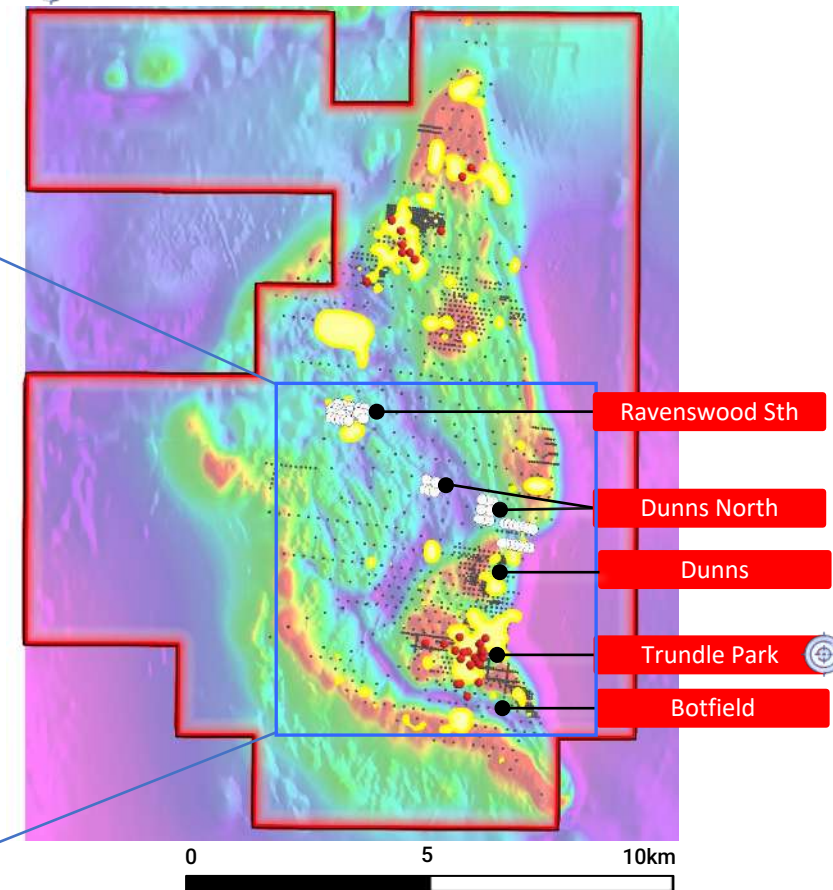 Ravenswood Sth
Dunns North
Dunns
Trundle Park
Botfield
0 5 10km